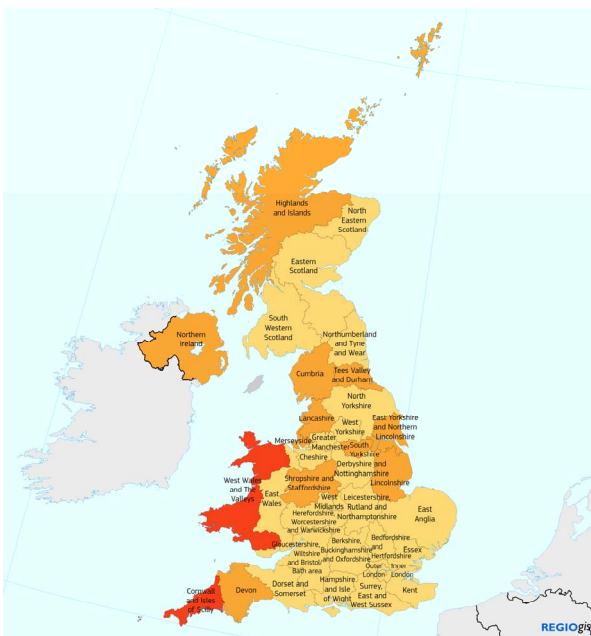 Highlands
and Islands
North
Eastern
Scotland
Eastern
Scotland
South
Western
Scotland
Northern
Ireland
Northumberland
and Tyne
and Wear
Cumbria
Tees Valley
and Durham
North
Yorkshire
Lancashire
West
Yorkshire
East Yorkshire
and Northern
Lincolnshire
Merseyside
Greater
Manchester
South
Yorkshire
Cheshire
Derbyshire and
Nottinghamshire
Lincolnshire
West Wales
and The
Valleys
East
Wales
Shropshire and
Staffordshire
West
Midlands
Leicestershire,
Rutland and
Northamptonshire
East
Anglia
Herefordshire,
Worcestershire
and Warwickshire
Gloucestershire,
Wiltshire
and Bristol/
Bath area
Berkshire,
Buckinghamshire
and Oxfordshire
Bedfordshire
and
Hertfordshire
Essex
Outer
London
Inner
London
Cornwall
and Isles
of Scilly
Devon
Dorset and
Somerset
Hampshire
and Isle
of Wight
Surrey,
East and
West Sussex
Kent
REGIOgis